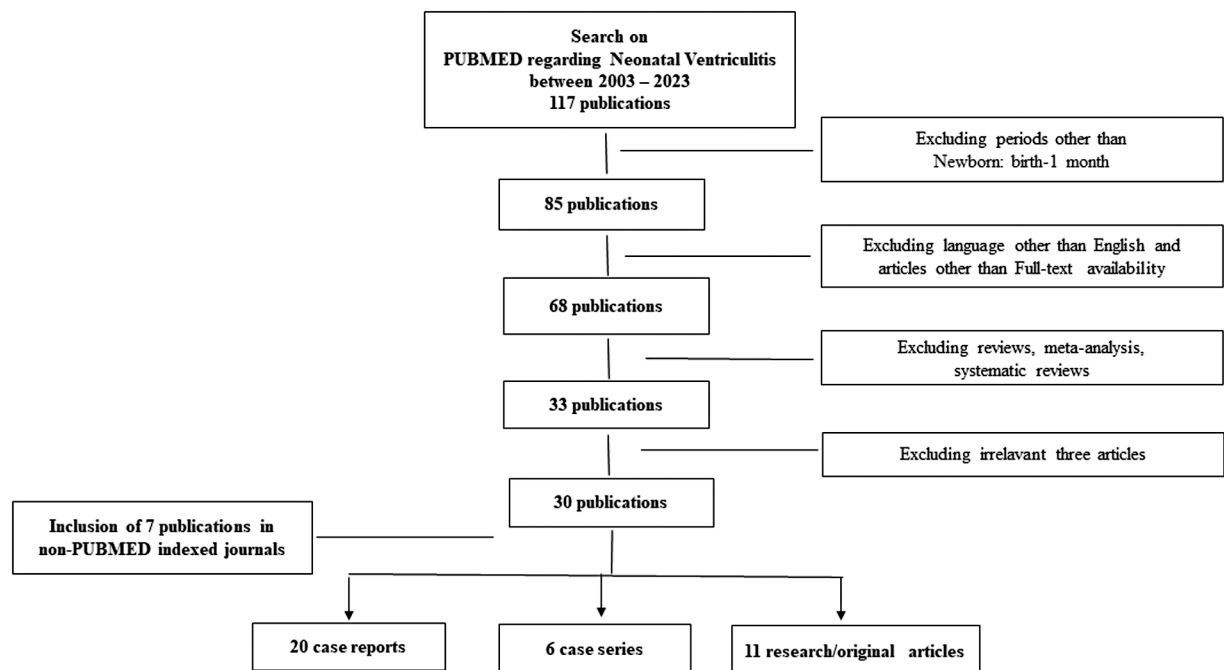 Search on
PUBMED regarding Neonatal Ventriculitis
between 2003 – 2023
117 publications
Excluding periods other than
Newborn: birth-1 month
85 publications
Excluding language other than English and
articles other than Full-text availability
68 publications
Excluding reviews, meta-analysis,
systematic reviews
33 publications
Excluding irrelavant three articles
30 publications
Inclusion of 7 publications in
non-PUBMED indexed journals
20 case reports
6 case series
11 research/original articles